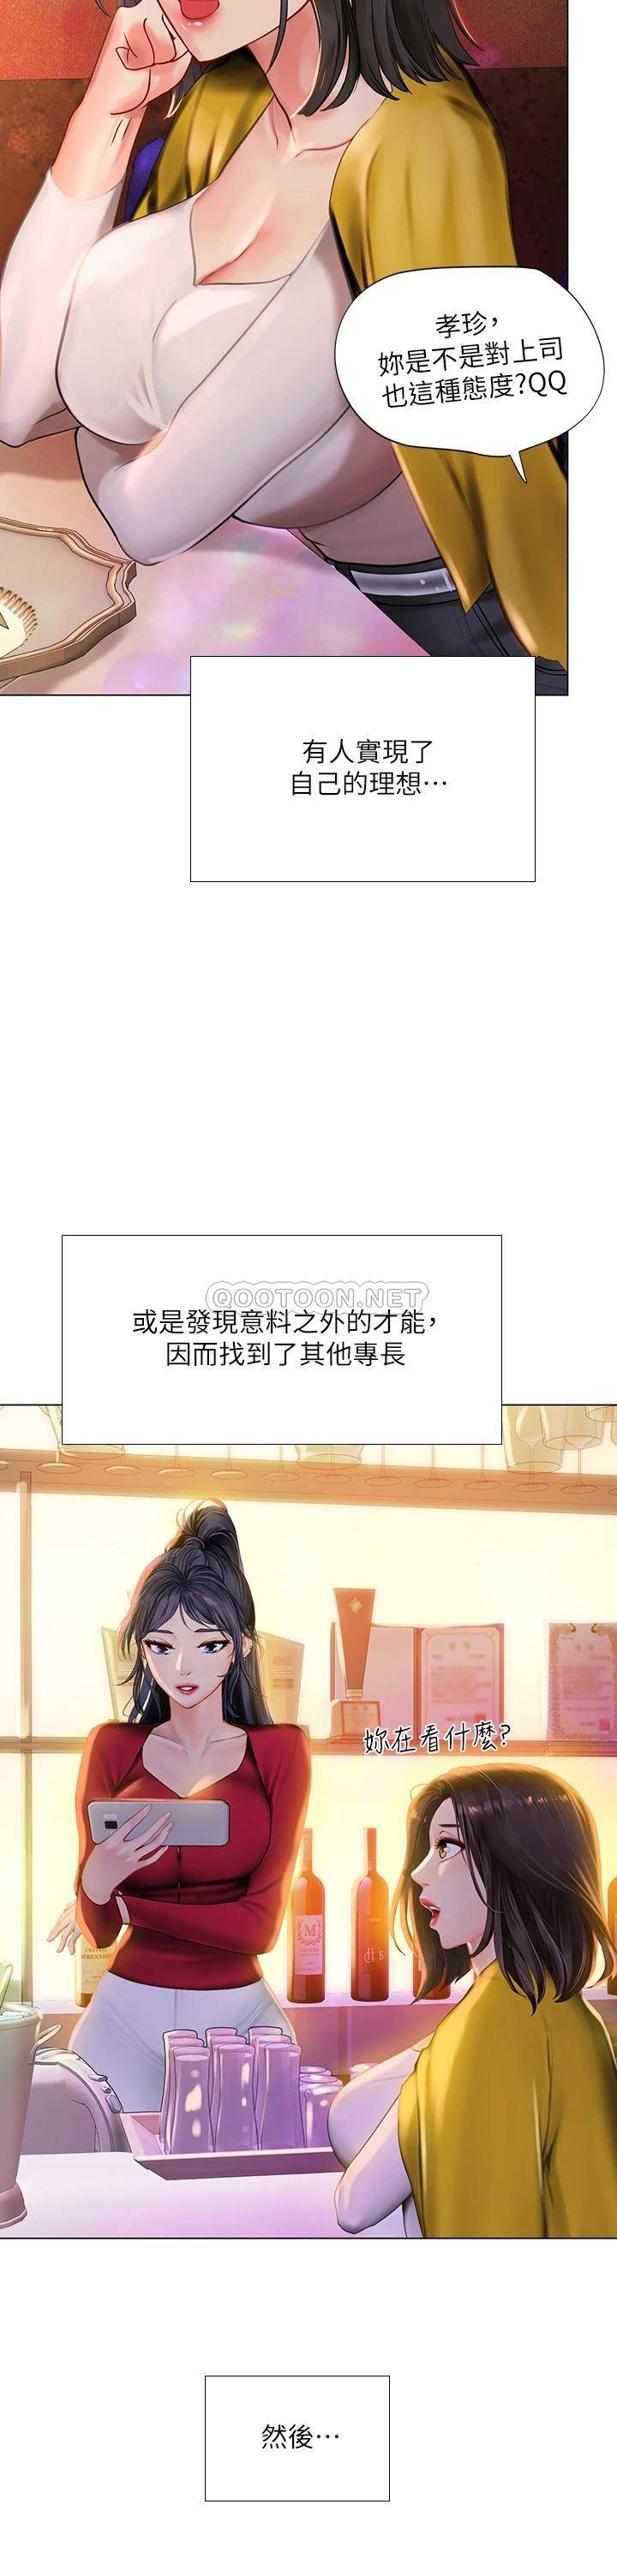 孝珍，
妳是不是對上司
也這種態度?QQ
有人實現了
自己的理想…
QOOTOON.NET
或是發現意料之外的才能，
因而找到了其他專長
妳在看什麼?
M
然後…